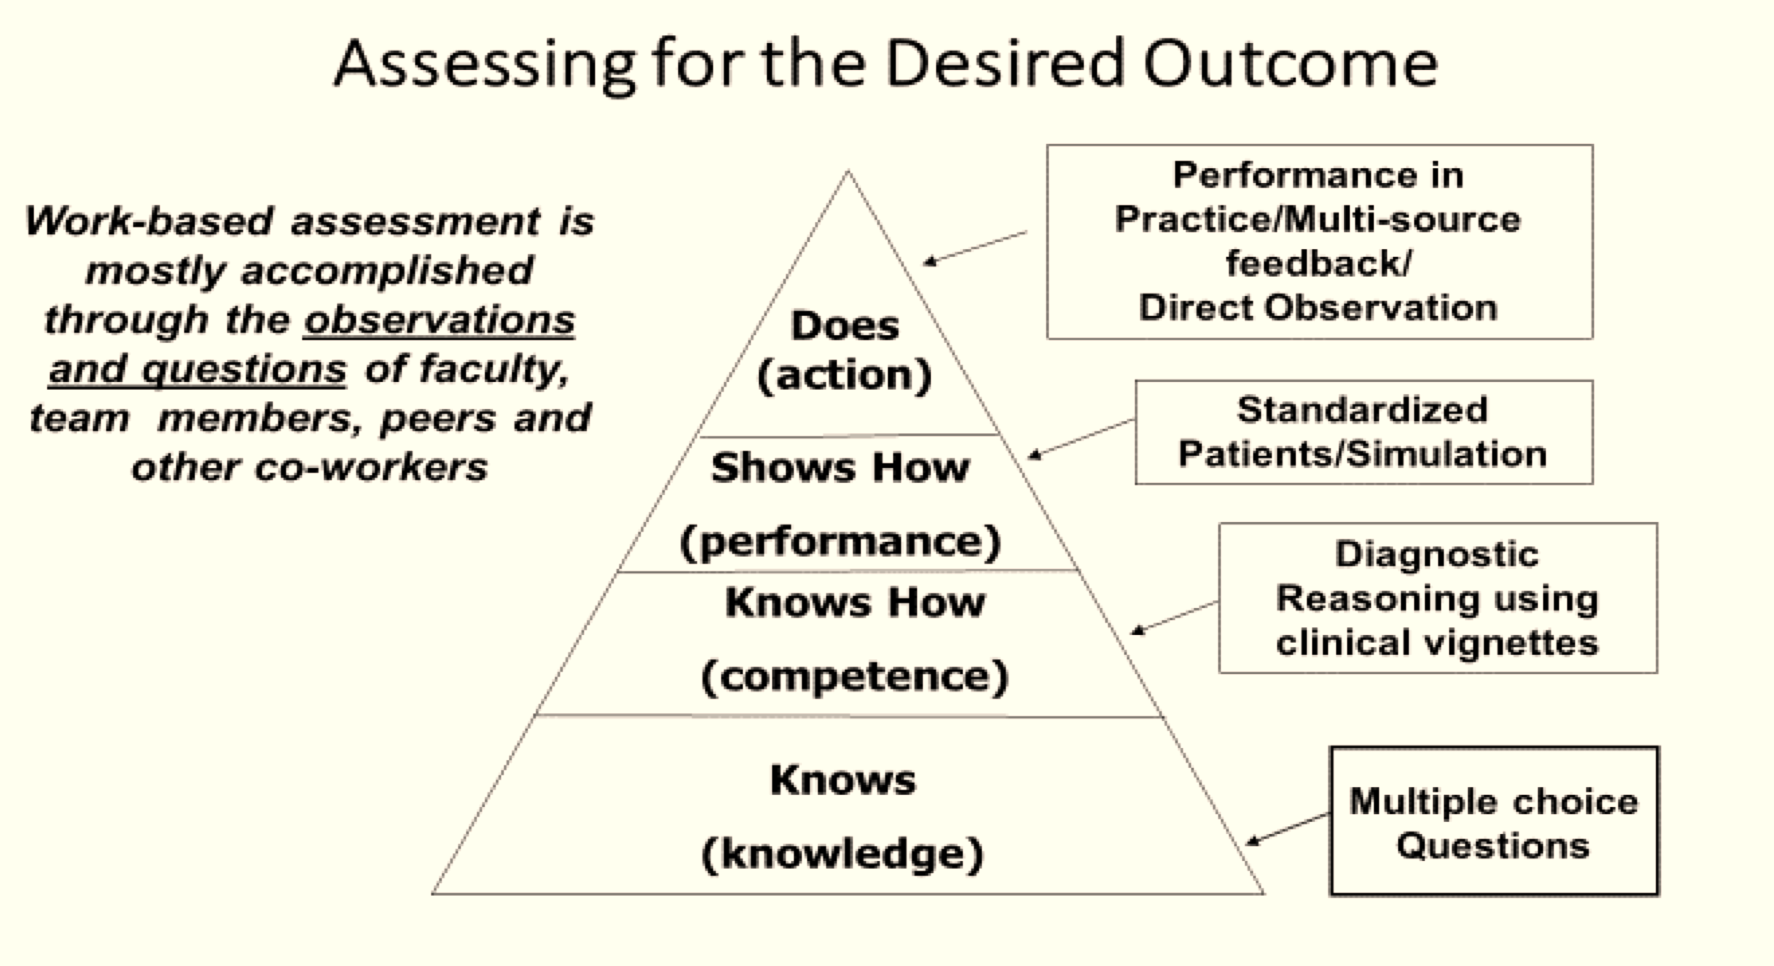 Assessing for the Desired Outcome
Work-based assessment is
mostly accomplished
through the observations
and questions of faculty,
team members, peers and
other co-workers
Does
(action)
Shows How
(performance)
Knows How
(competence)
Knows
(knowledge)
Performance in
Practice/Multi-source
feedback/
Direct Observation
Standardized
Patients/Simulation
Diagnostic
Reasoning using
clinical vignettes
Multiple choice
Questions